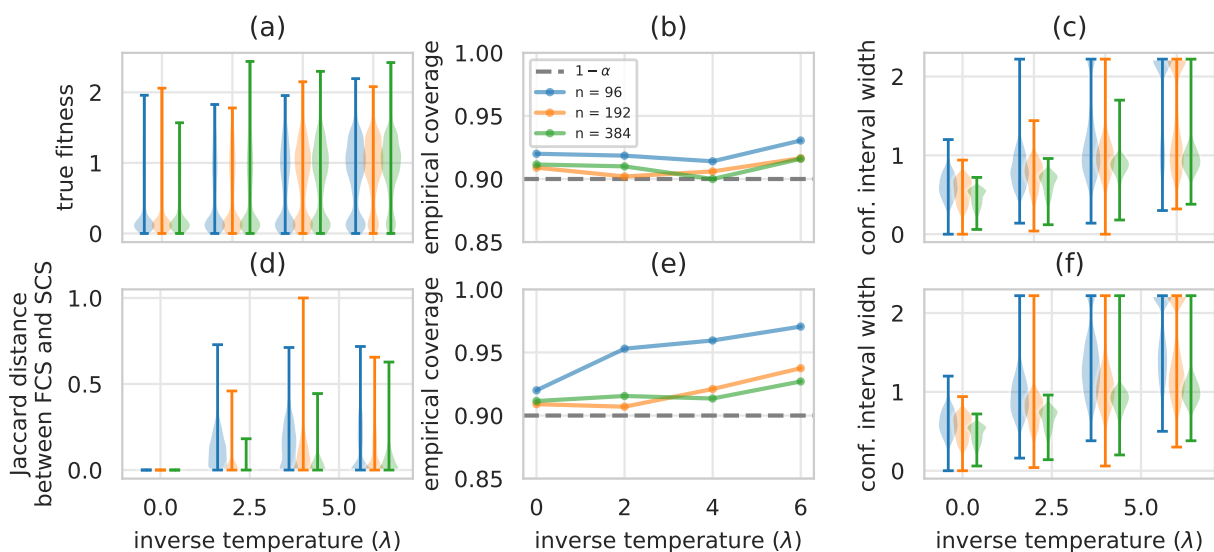 (a)
true fitness
2
1
0
(b)
empirical coverage
1.00
0.95
0.90
0.85
1 − α
n = 96
n = 192
n = 384
(c)
conf. interval width
2
1
0
(d)
Jaccard distance
between FCS and SCS
1.0
0.5
0.0
0.0
2.5
5.0
inverse temperature (λ)
(e)
empirical coverage
1.00
0.95
0.90
0.85
0
2
4
6
inverse temperature (λ)
(f)
conf. interval width
2
1
0
0.0
2.5
5.0
inverse temperature (λ)